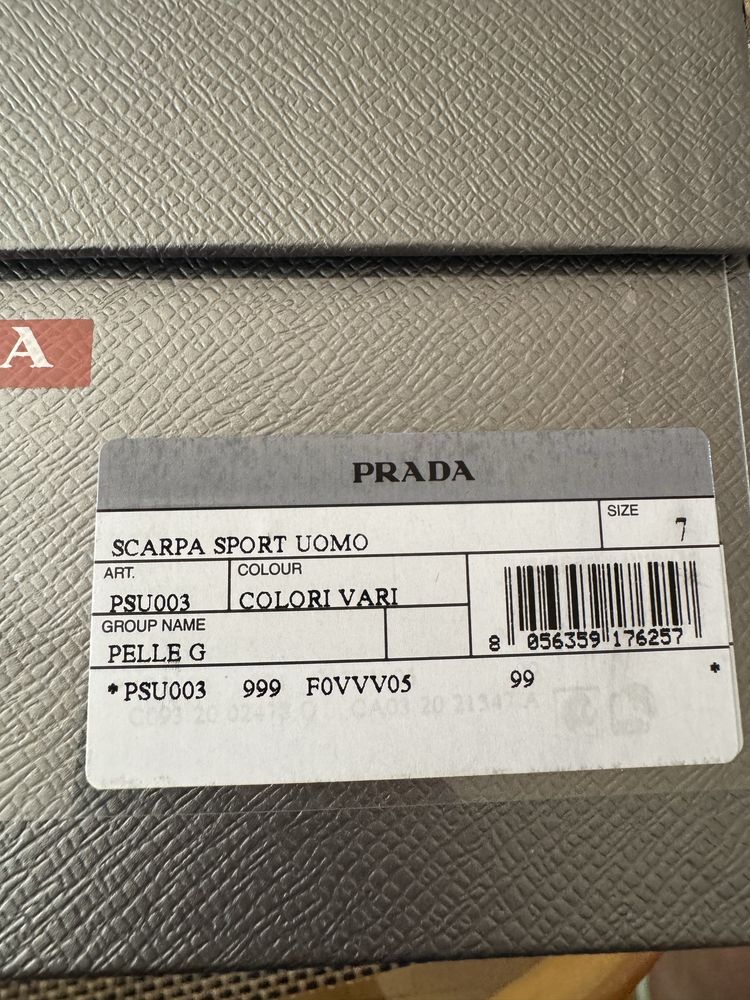 A
PRADA
SCARPA SPORT UOMO
SIZE
7
ART.
PSU003
COLOUR
COLORI VARI
GROUP NAME
PELLE G
8 056359 176257
*PSU003 999 F0VVV05 99 *